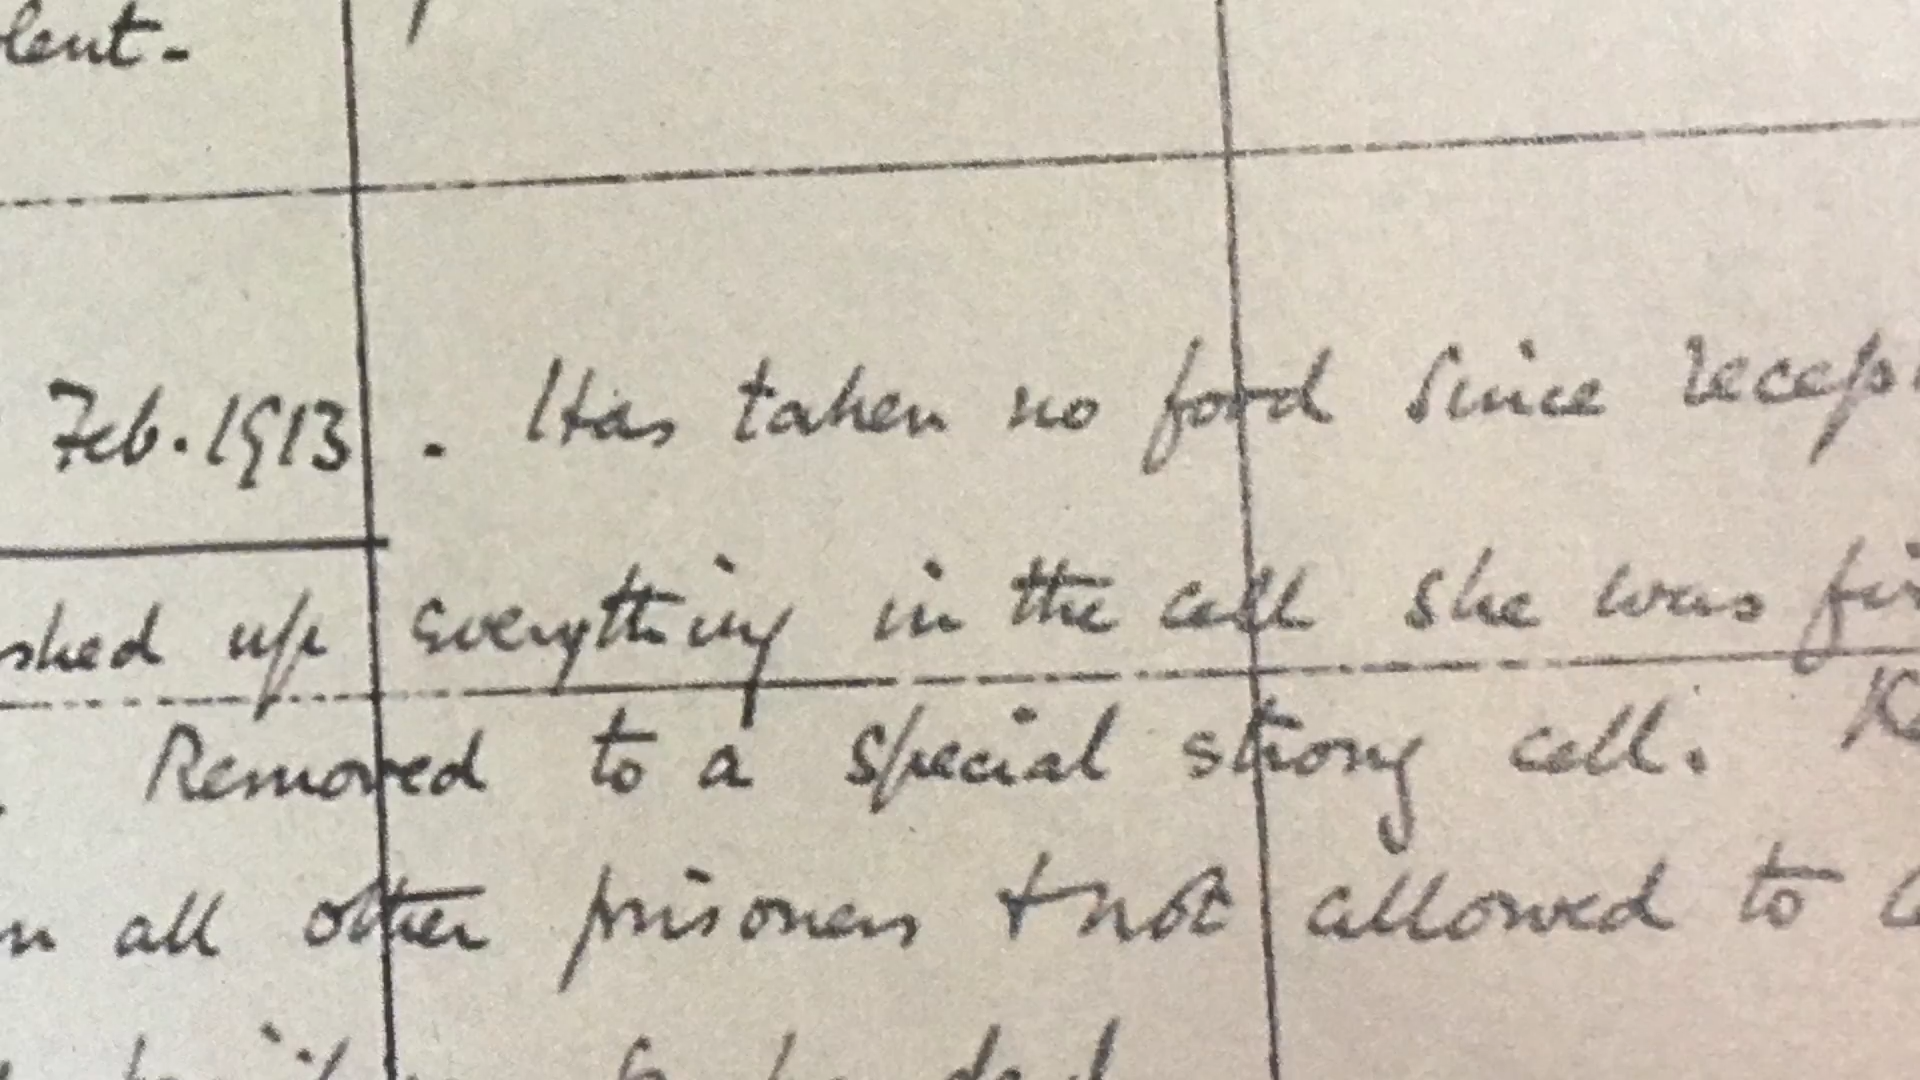 lent-
Feb. 1913. Has taken no food since recep
shed up everything in the cell she was fir
Removed to a special strong cell.
all other prisoners + not allowed to